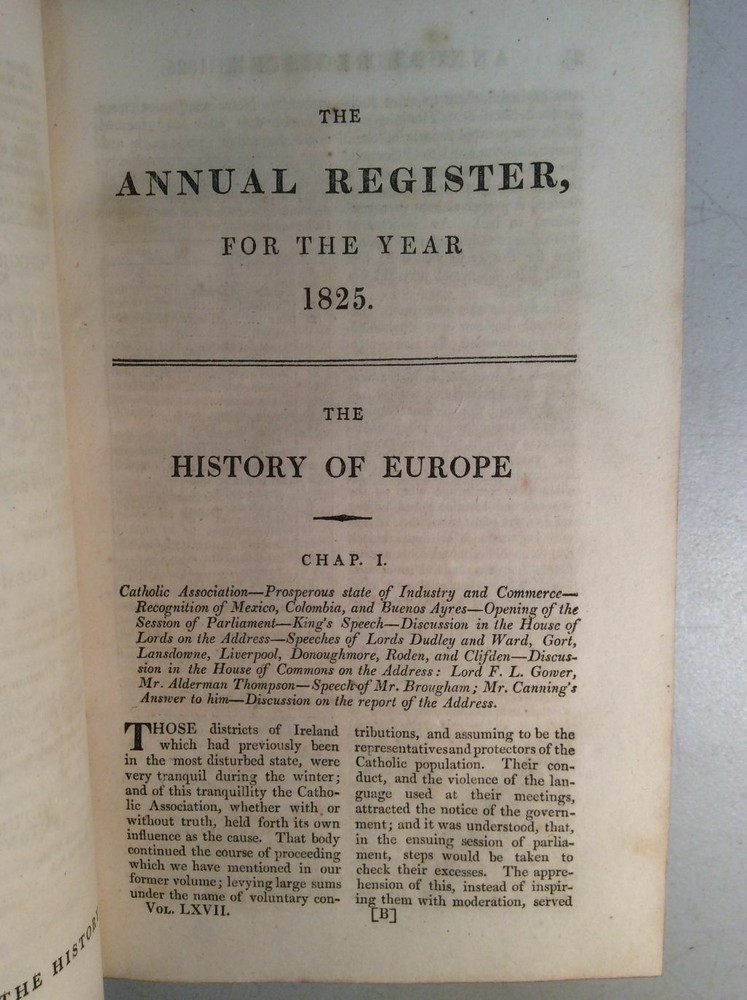 THE
ANNUAL REGISTER,
FOR THE YEAR
1825.
THE
HISTORY OF EUROPE
CHAP. I.
Catholic Association—Prosperous state of Industry and Commerce—
Recognition of Mexico, Colombia, and Buenos Ayres—Opening of the
Session of Parliament—King's Speech—Discussion in the House of
Lords on the Address—Speeches of Lords Dudley and Ward, Gort,
Lansdowne, Liverpool, Donoughmore, Roden, and Clifden—Discus-
sion in the House of Commons on the Address: Lord F. L. Gower,
Mr. Alderman Thompson—Speech of Mr. Brougham; Mr. Canning's
Answer to him—Discussion on the report of the Address.
THOSE districts of Ireland
which had previously been
in the most disturbed state, were
very tranquil during the winter;
and of this tranquillity the Catho-
lic Association, whether with or
without truth, held forth its own
influence as the cause. That body
continued the course of proceeding
which we have mentioned in our
former volume; levying large sums
under the name of voluntary con-
VOL. LXVII.
tributions, and assuming to be the
representatives and protectors of the
Catholic population. Their con-
duct, and the violence of the lan-
guage used at their meetings,
attracted the notice of the govern-
ment; and it was understood, that,
in the ensuing session of parlia-
ment, steps would be taken to
check their excesses. The appre-
hension of this, instead of inspir-
ing them with moderation, served
[B]
THE HISTOR